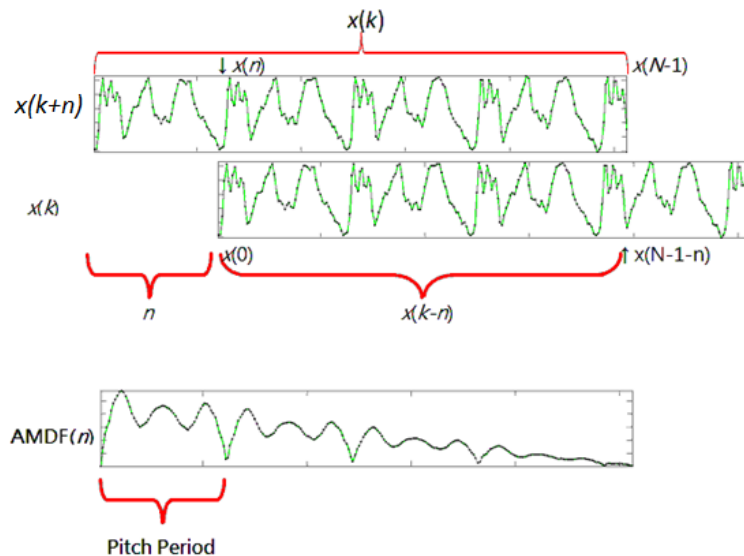 x(k)
↓ x(n)
x(N-1)
x(k+n)
x(k)
x(0)
↑ x(N-1-n)
n
x(k-n)
AMDF(n)
Pitch Period